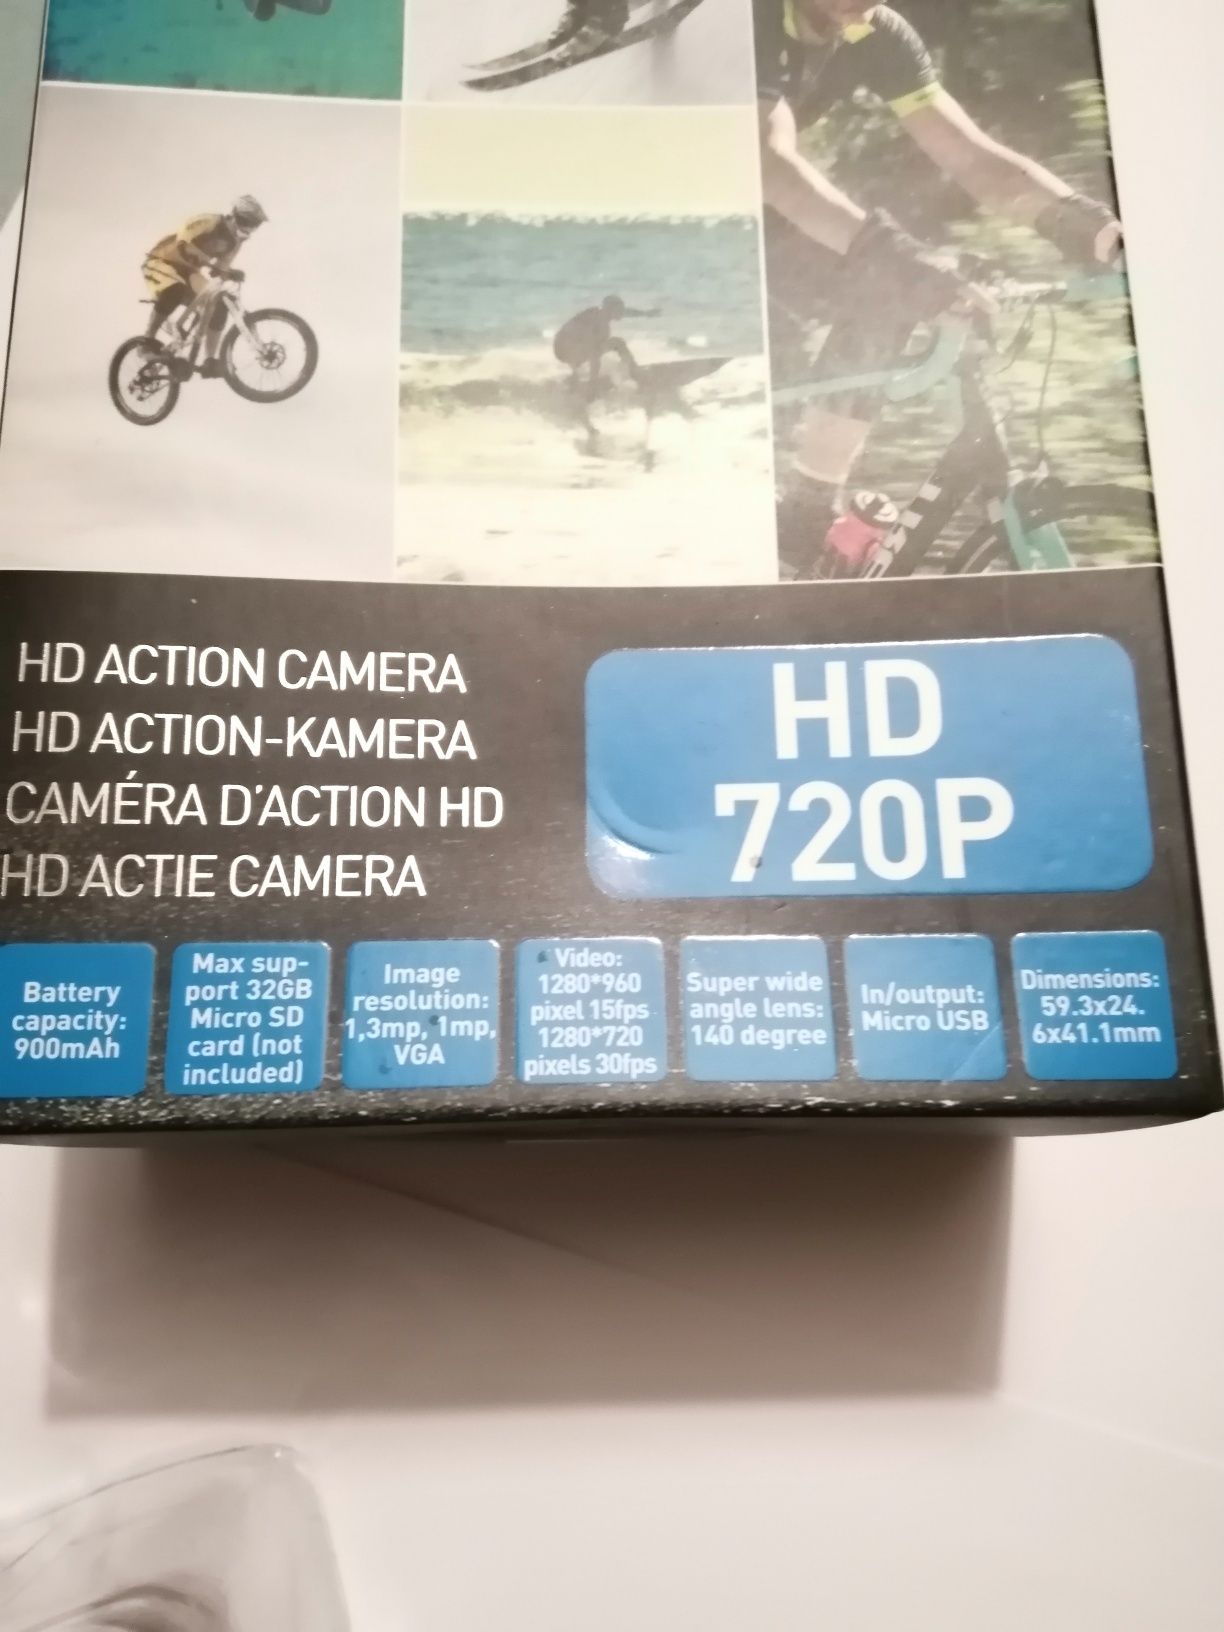 HD ACTION CAMERA
HD ACTION-KAMERA
CAMÉRA D'ACTION HD
HD ACTIE CAMERA
HD
720P
Battery
capacity:
900mAh
Max sup-
port 32GB
Micro SD
card (not
included)
Image
resolution:
1,3mp, 1mp,
VGA
Video:
1280*960
pixel 15fps
1280*720
pixels 30fps
Super wide
angle lens:
140 degree
In/output:
Micro USB
Dimensions:
59.3x24.
6x41.1mm